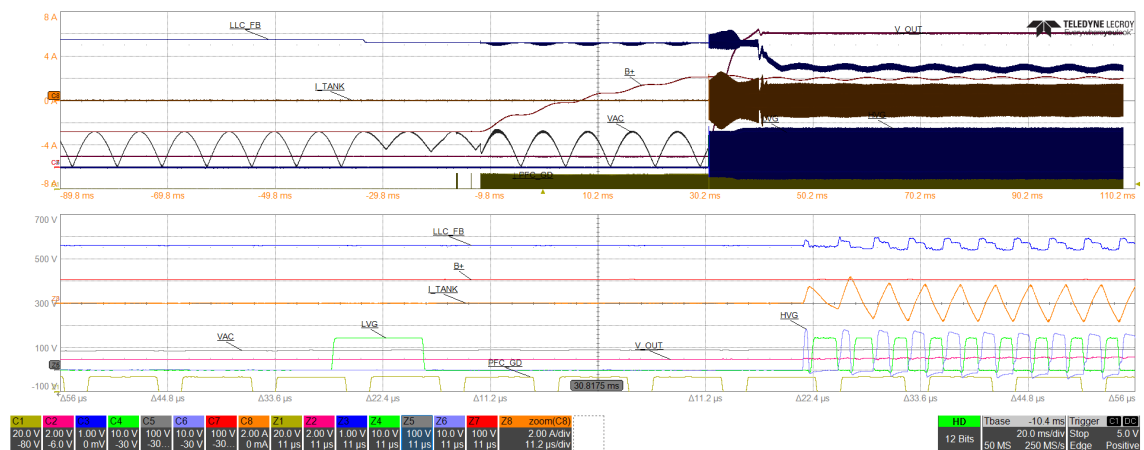 8 A
LLC_FB
V_OUT
TELEDYNE LECROY
Everywhereyoulook™
4 A
B+
I_TANK
C8
0 A
VAC
-4 A
C8
-8 A
PFC_GD
-89.8 ms
-69.8 ms
-49.8 ms
-29.8 ms
-9.8 ms
10.2 ms
30.2 ms
50.2 ms
70.2 ms
90.2 ms
110.2 ms
700 V
LLC_FB
500 V
B+
I_TANK
300 V
HVG
LVG
VAC
V_OUT
100 V
PFC_GD
-100 V
30.8175 ms
Δ56 µs
Δ44.8 µs
Δ33.6 µs
Δ22.4 µs
Δ11.2 µs
Δ11.2 µs
Δ22.4 µs
Δ33.6 µs
Δ44.8 µs
Δ56 µs
C1 C2 C3 C4 C5 C6 C7 C8 Z1 Z2 Z3 Z4 Z5 Z6 Z7 Z8 zoom(C8)
20.0 V 2.00 V 1.00 V 10.0 V 100 V 10.0 V 100 V 2.00 A 20.0 V 2.00 V 1.00 V 10.0 V 100 V 10.0 V 100 V 2.00 A/div
-80 V -6.0 V 0 mV -30 V -30... -30 V -30... 0 mA 11 µs 11 µs 11 µs 11 µs 11 µs 11 µs 11 µs 11.2 µs/div
HD Tbase -10.4 ms Trigger C1 DC
12 Bits 20.0 ms/div Stop 5.0 V
50 MS 250 MS/s Edge Positive